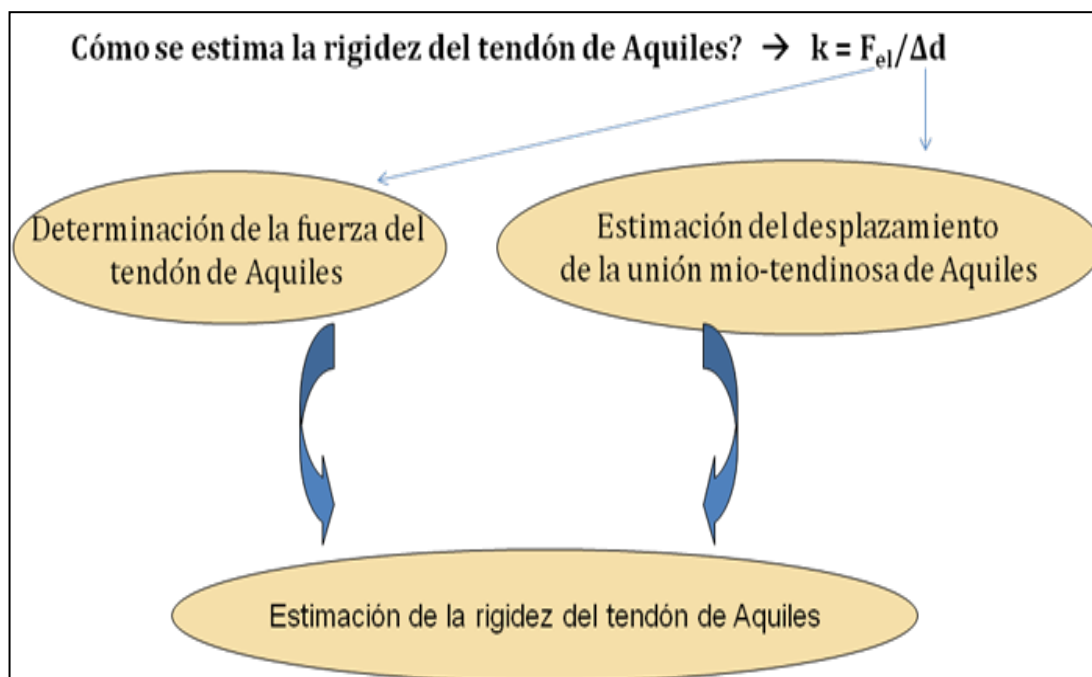 Cómo se estima la rigidez del tendón de Aquiles? → k = Fel/Δd
Determinación de la fuerza del
tendón de Aquiles
Estimación del desplazamiento
de la unión mio-tendinosa de Aquiles
Estimación de la rigidez del tendón de Aquiles